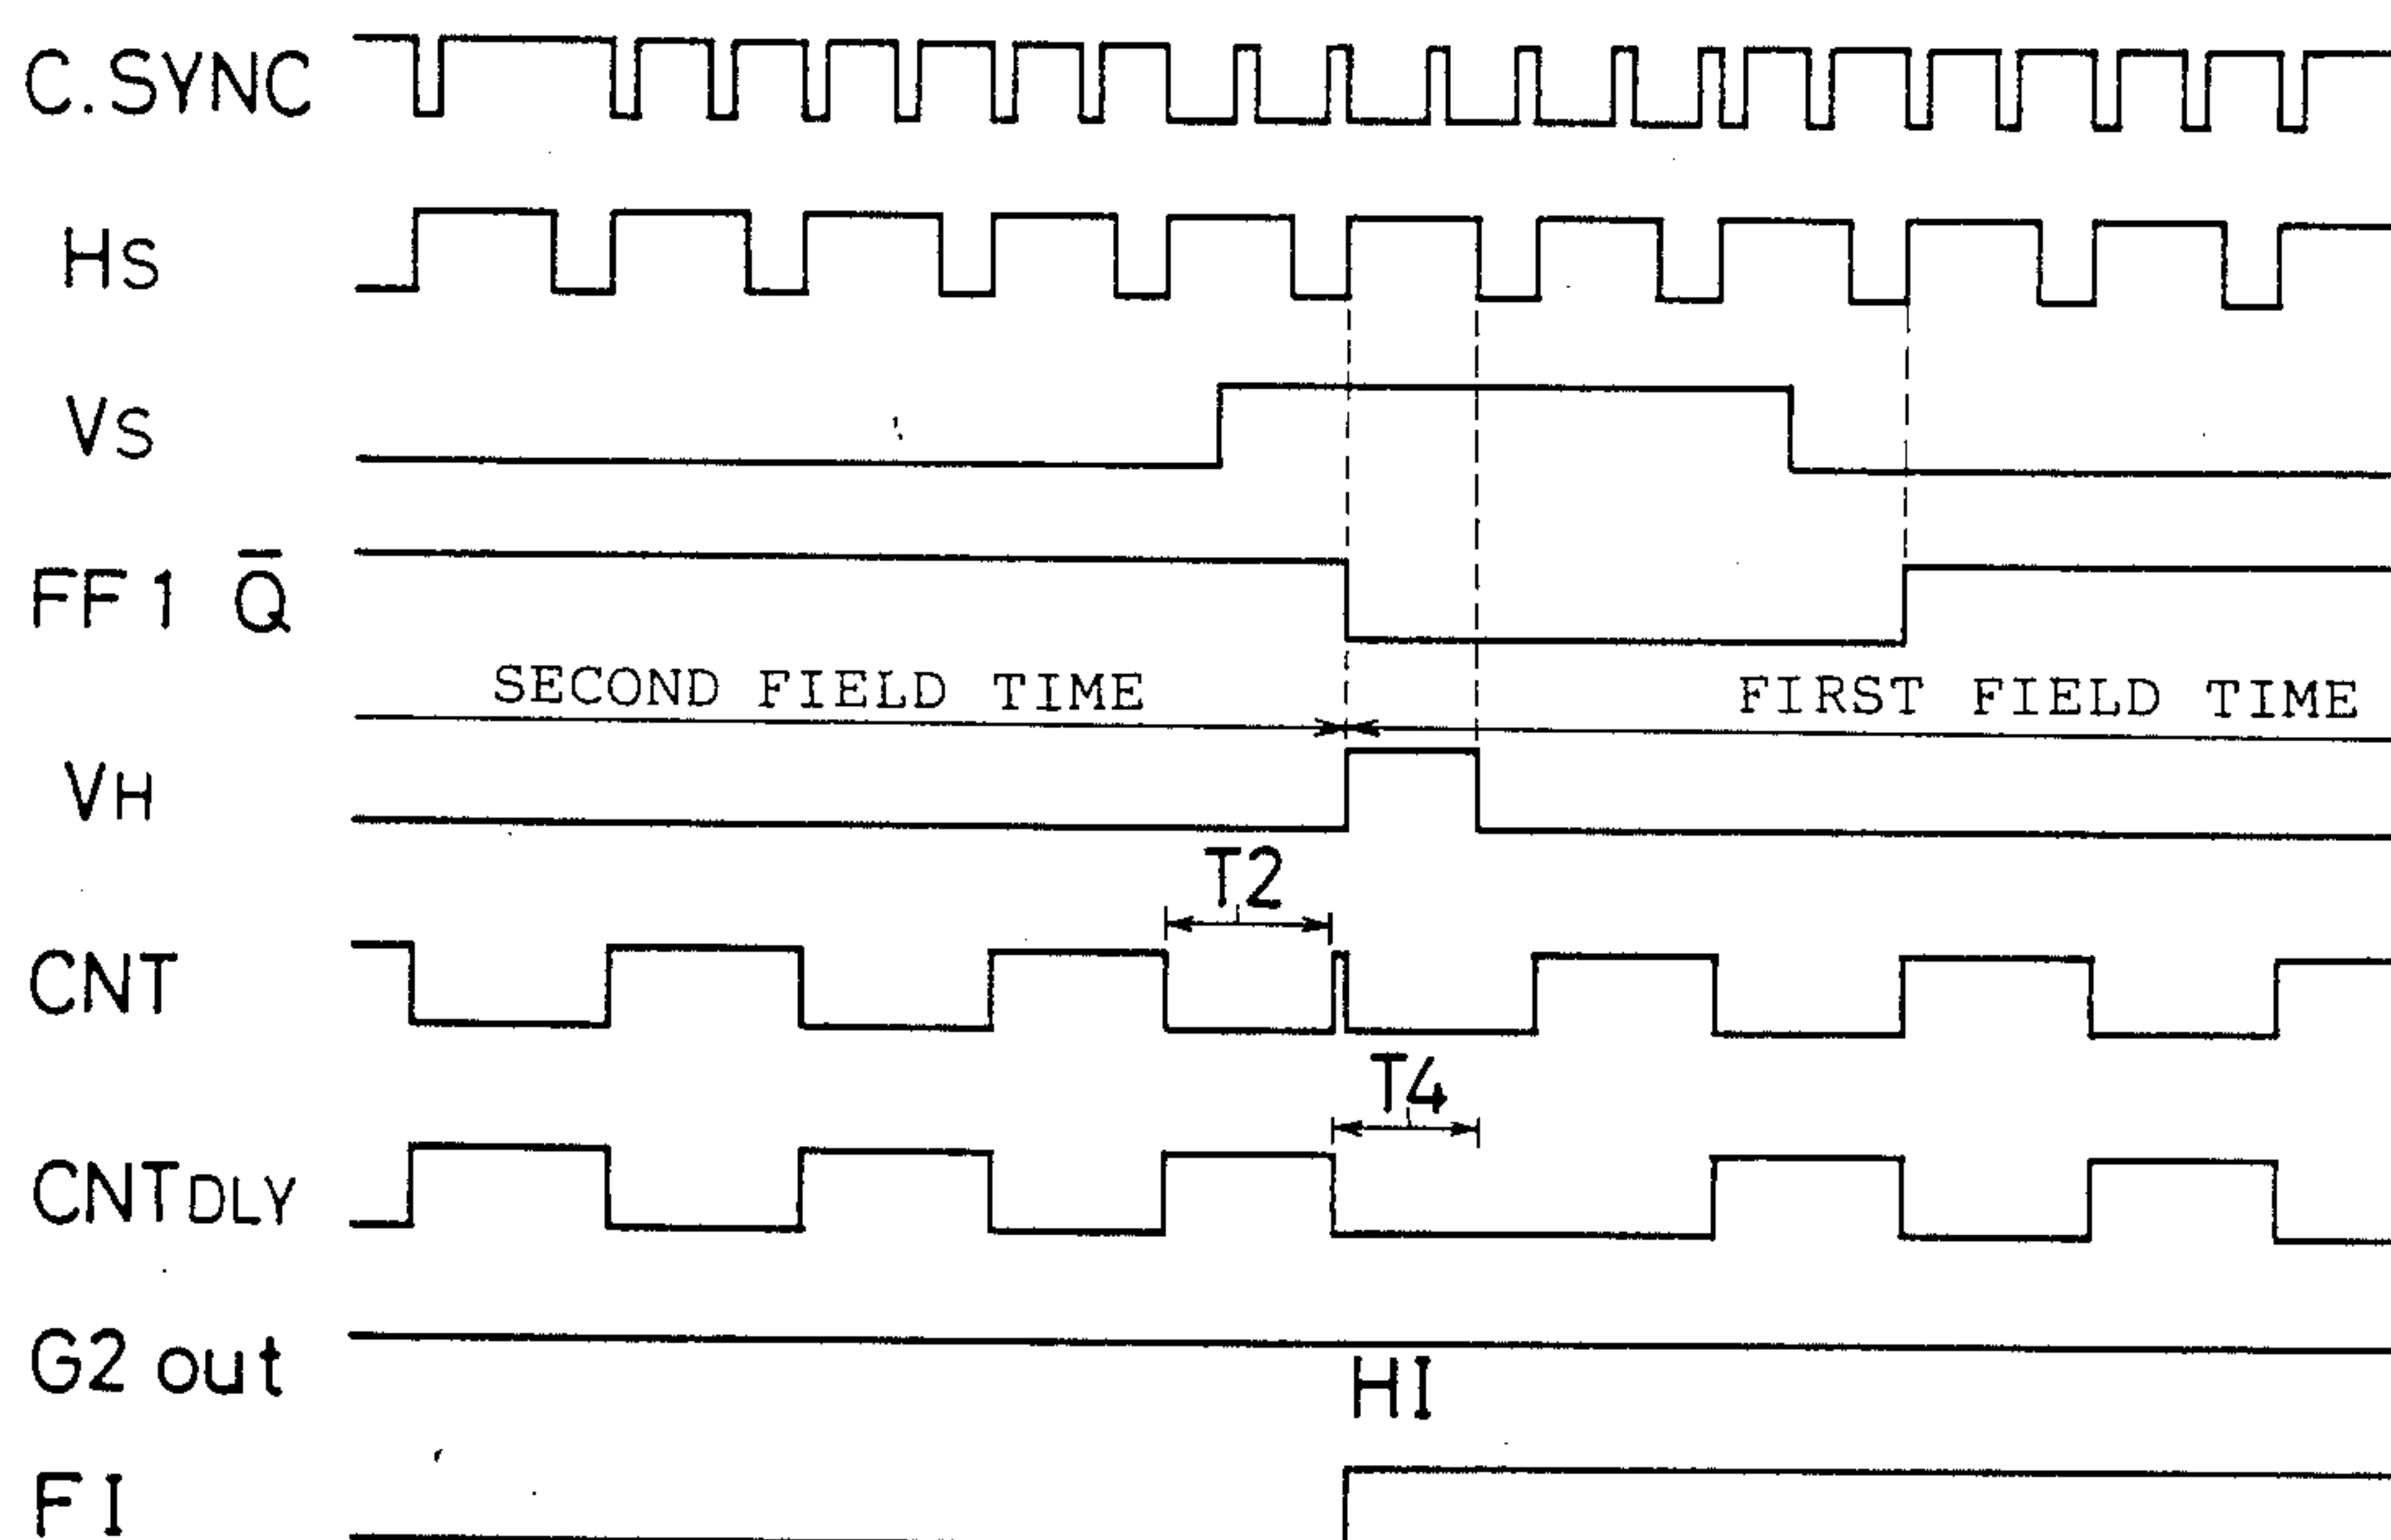 C.SYNC
HS
VS
FF1 Q̅
SECOND FIELD TIME FIRST FIELD TIME
VH
T2
CNT
T4
CNTDLY
G2 out
HI
FI